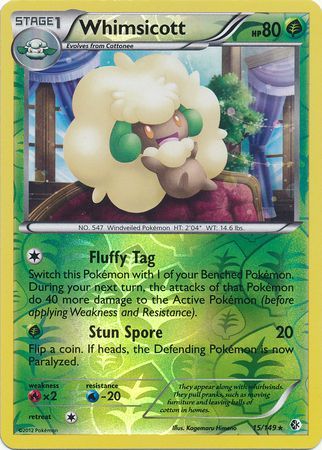 STAGE1
Whimsicott
HP80
Evolves from Cottonee
NO. 547 Windveiled Pokémon HT: 2'04" WT: 14.6 lbs.
Fluffy Tag
Switch this Pokémon with 1 of your Benched Pokémon.
During your next turn, the attacks of that Pokémon
do 40 more damage to the Active Pokémon (before
applying Weakness and Resistance).
Stun Spore 20
Flip a coin. If heads, the Defending Pokémon is now
Paralyzed.
weakness
resistance
×2
-20
retreat
They appear along with whirlwinds.
They pull pranks, such as moving
furniture and leaving balls of
cotton in homes.
Illus. Kagemaru Himeno
15/149★
©2012 Pokémon